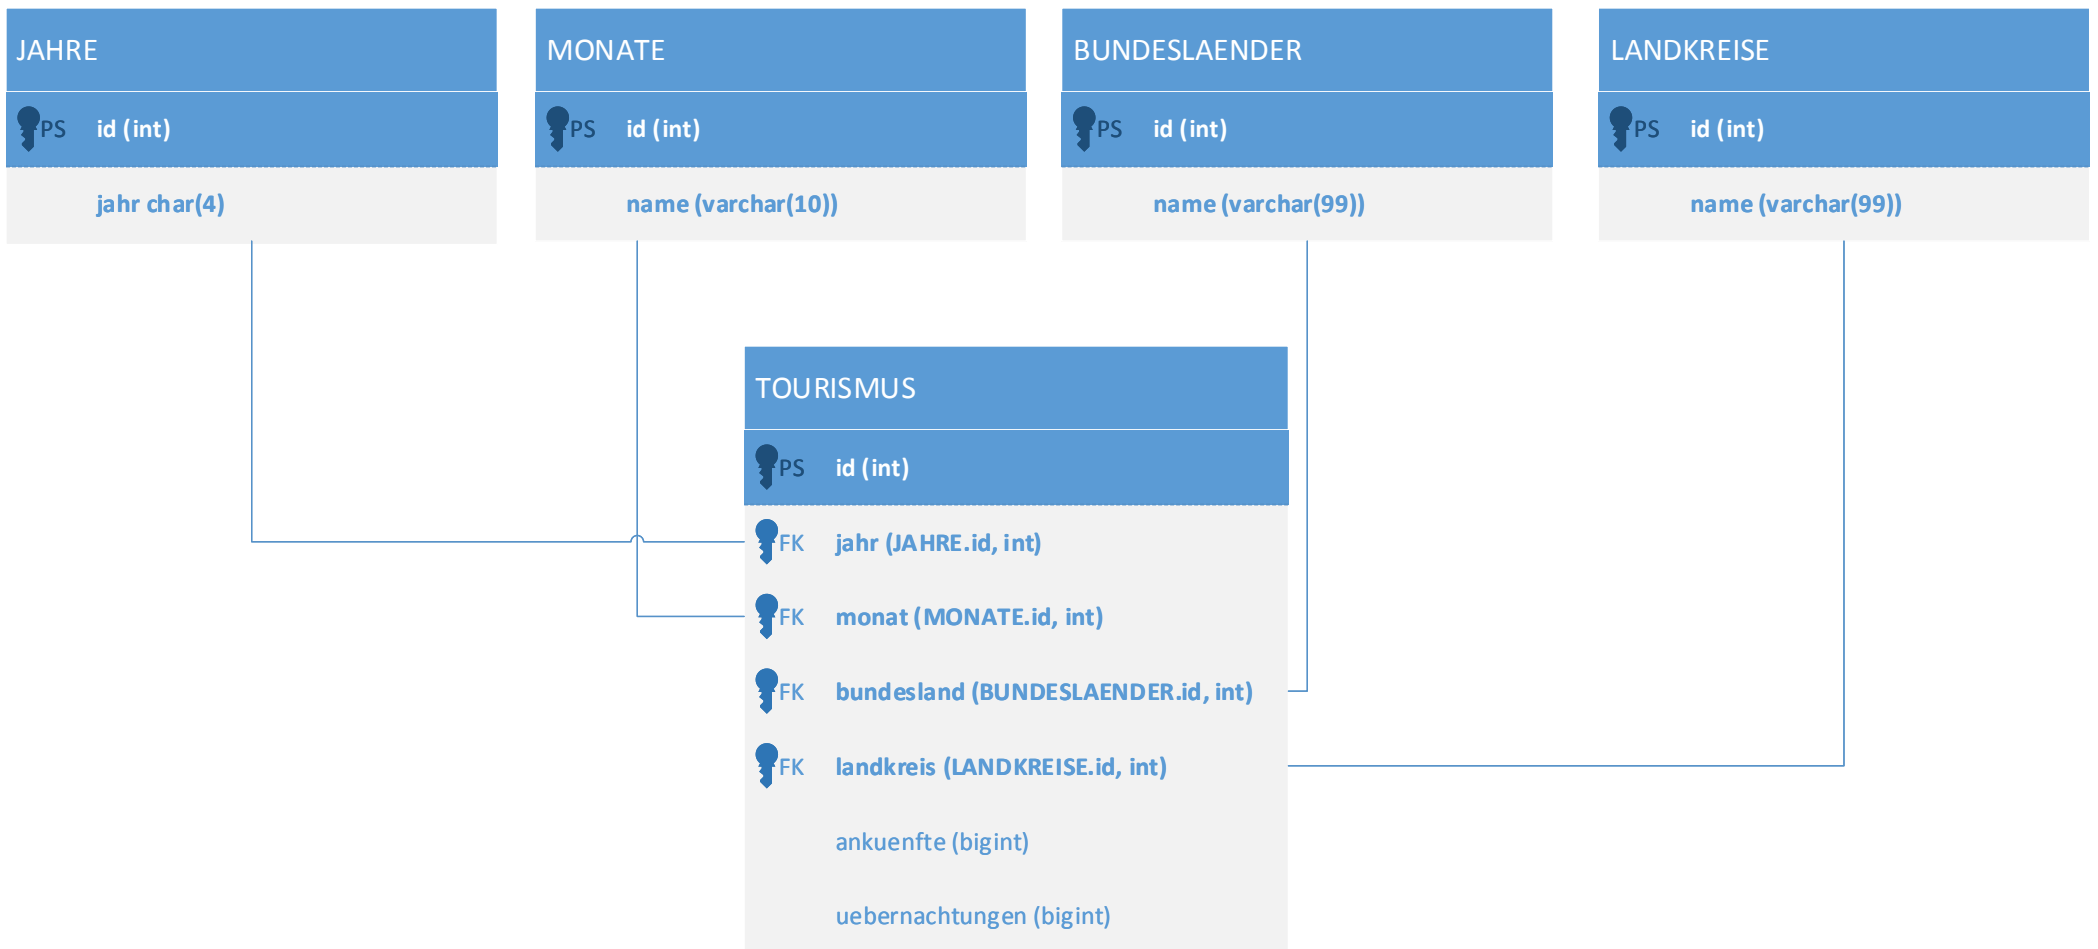 JAHRE
PS id (int)
jahr char(4)
MONATE
PS id (int)
name (varchar(10))
BUNDESLAENDER
PS id (int)
name (varchar(99))
LANDKREISE
PS id (int)
name (varchar(99))
TOURISMUS
PS id (int)
FK jahr (JAHRE.id, int)
FK monat (MONATE.id, int)
FK bundesland (BUNDESLAENDER.id, int)
FK landkreis (LANDKREISE.id, int)
ankuenfte (bigint)
uebernachtungen (bigint)